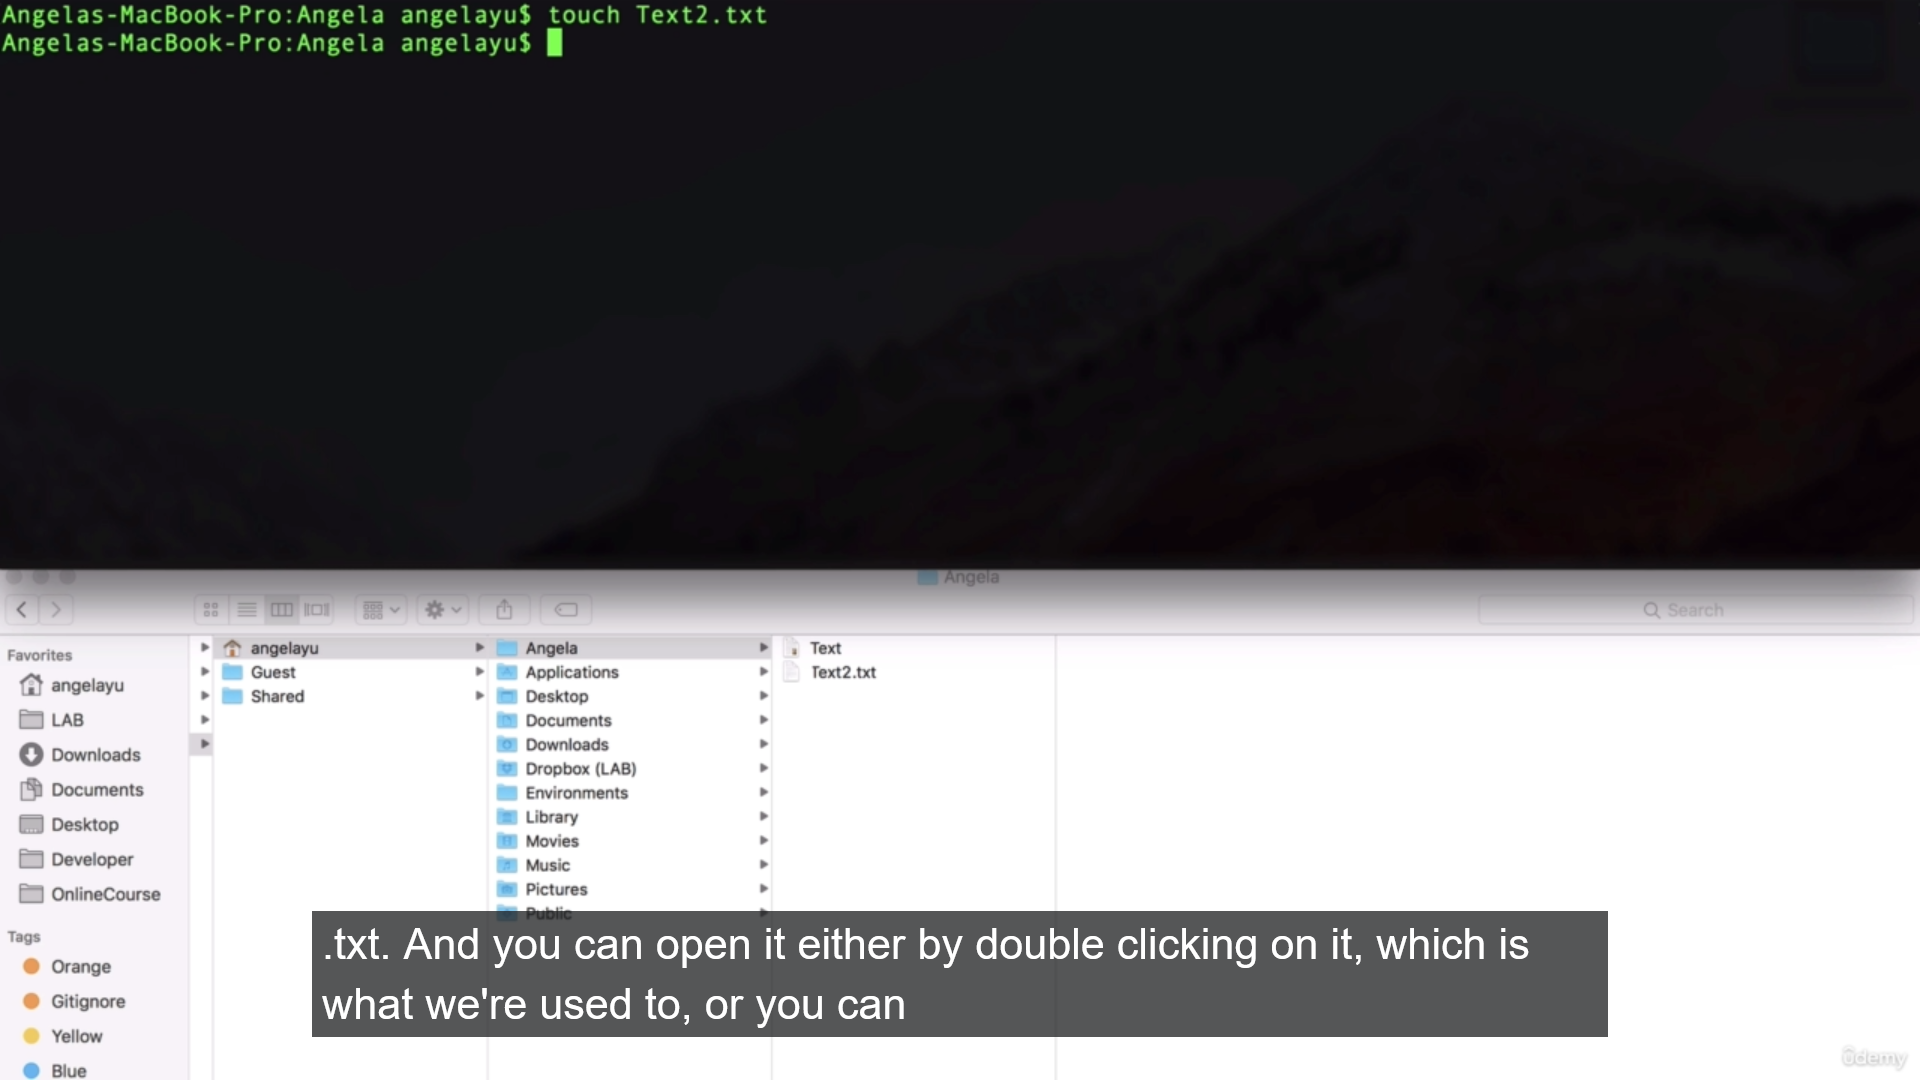 Angelas-MacBook-Pro:Angela angelayu$ touch Text2.txt
Angelas-MacBook-Pro:Angela angelayu$
Angela
Search
Favorites
angelayu
LAB
Downloads
Documents
Desktop
Developer
OnlineCourse
Tags
Orange
Gitignore
Yellow
Blue
angelayu
Guest
Shared
Angela
Applications
Desktop
Documents
Downloads
Dropbox (LAB)
Environments
Library
Movies
Music
Pictures
Public
Text
Text2.txt
.txt. And you can open it either by double clicking on it, which is
what we're used to, or you can
ûdemy